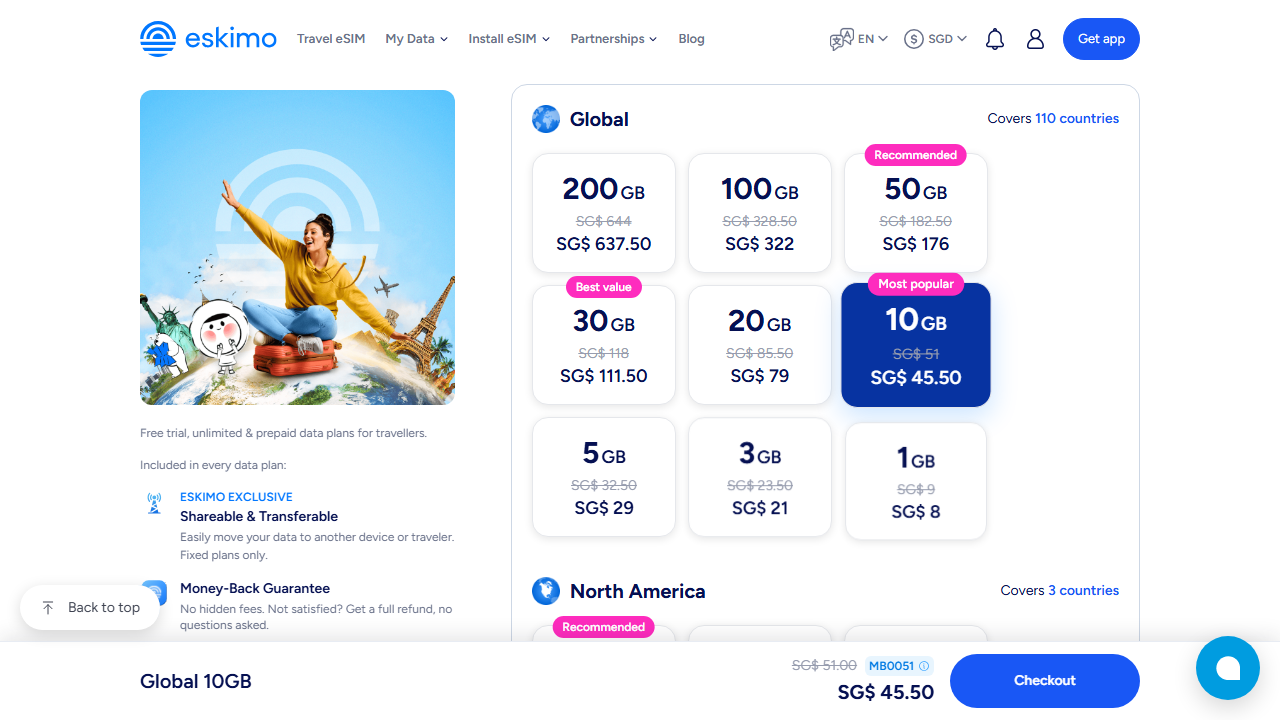 eskimo
Travel eSIM
My Data
Install eSIM
Partnerships
Blog
EN
SGD
Get app
Free trial, unlimited & prepaid data plans for travellers.
Included in every data plan:
ESKIMO EXCLUSIVE
Shareable & Transferable
Easily move your data to another device or traveler.
Fixed plans only.
Money-Back Guarantee
No hidden fees. Not satisfied? Get a full refund, no
questions asked.
Back to top
Global
Covers 110 countries
200 GB
SG$ 644
SG$ 637.50
100 GB
SG$ 328.50
SG$ 322
Recommended
50 GB
SG$ 182.50
SG$ 176
Best value
30 GB
SG$ 118
SG$ 111.50
20 GB
SG$ 85.50
SG$ 79
Most popular
10 GB
SG$ 51
SG$ 45.50
5 GB
SG$ 32.50
SG$ 29
3 GB
SG$ 23.50
SG$ 21
1 GB
SG$ 9
SG$ 8
North America
Covers 3 countries
Recommended
Global 10GB
SG$ 51.00
MB0051
SG$ 45.50
Checkout